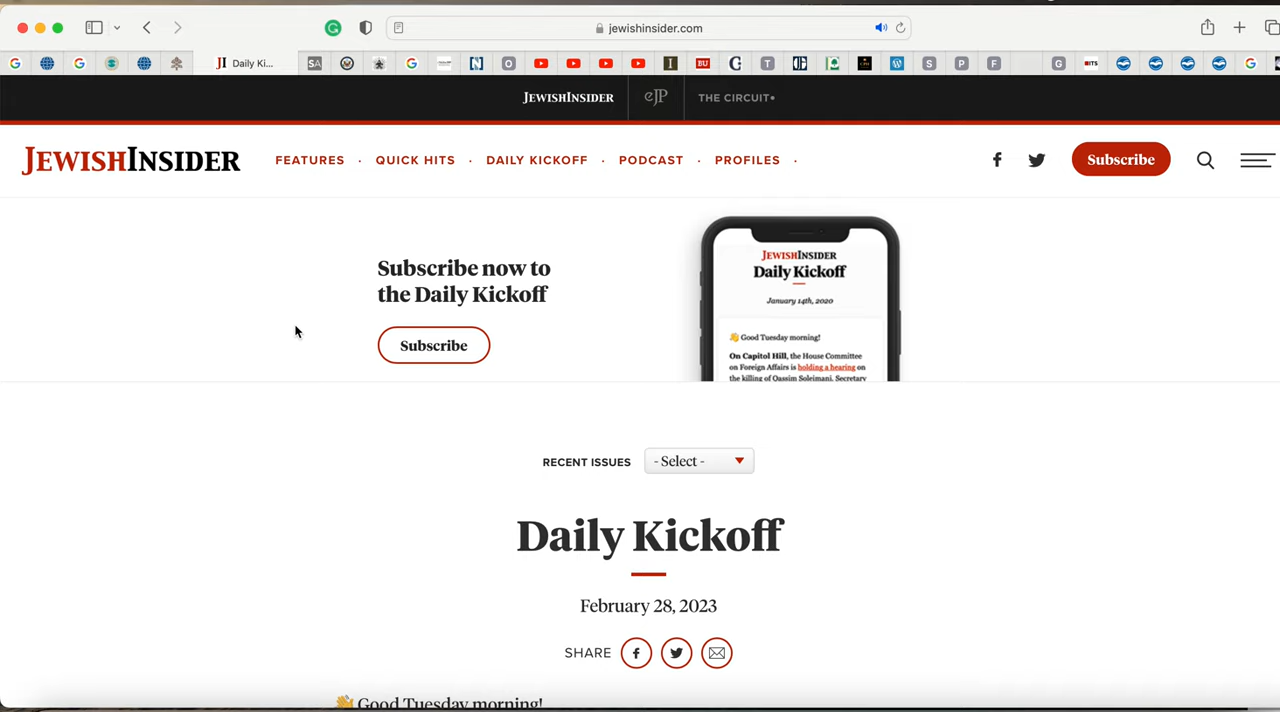 jewishinsider.com
JI Daily Ki...
JEWISHINSIDER eJP THE CIRCUIT
JEWISHINSIDER FEATURES · QUICK HITS · DAILY KICKOFF · PODCAST · PROFILES · Subscribe
Subscribe now to
the Daily Kickoff
Subscribe
JEWISHINSIDER
Daily Kickoff
January 14th, 2020
👋 Good Tuesday morning!
On Capitol Hill, the House Committee
on Foreign Affairs is holding a hearing on
the killing of Qassim Soleimani. Secretary
RECENT ISSUES - Select -
Daily Kickoff
February 28, 2023
SHARE
👋 Good Tuesday morning!